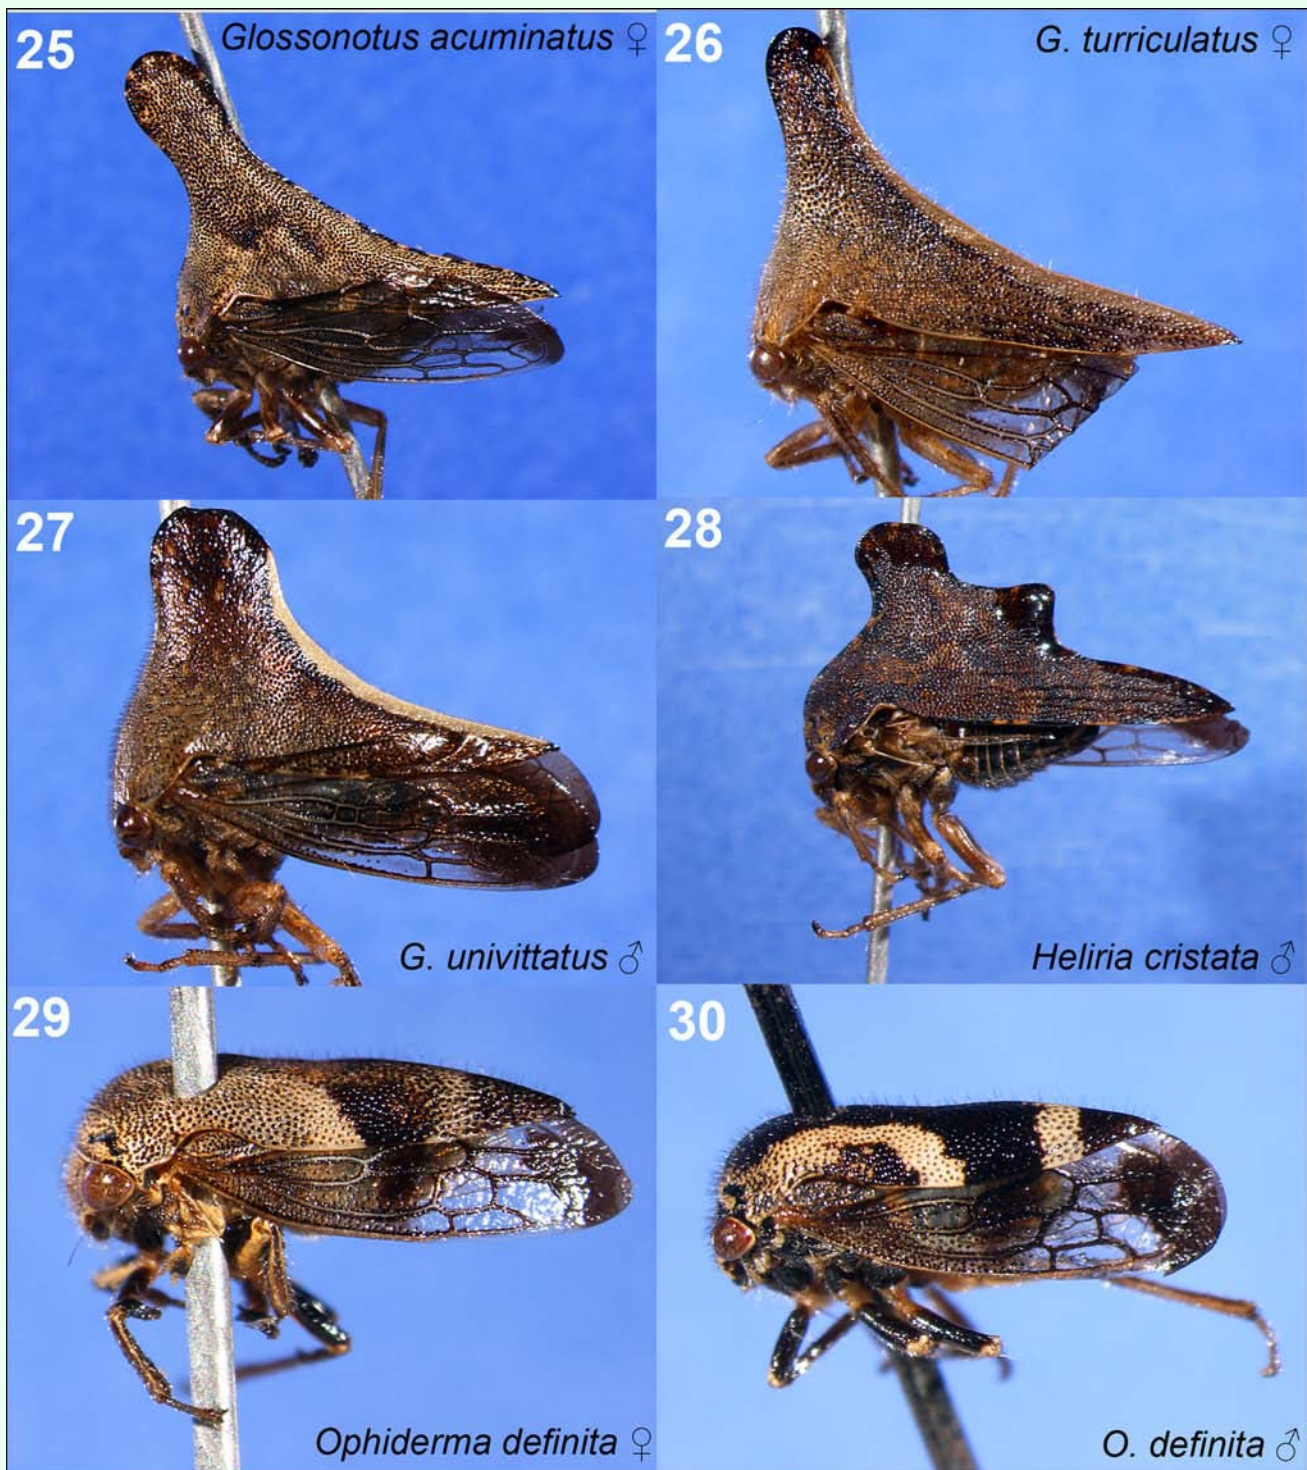 25
Glossonotus acuminatus ♀
26
G. turriculatus ♀
27
G. univittatus ♂
28
Heliria cristata ♂
29
Ophiderma definita ♀
30
O. definita ♂